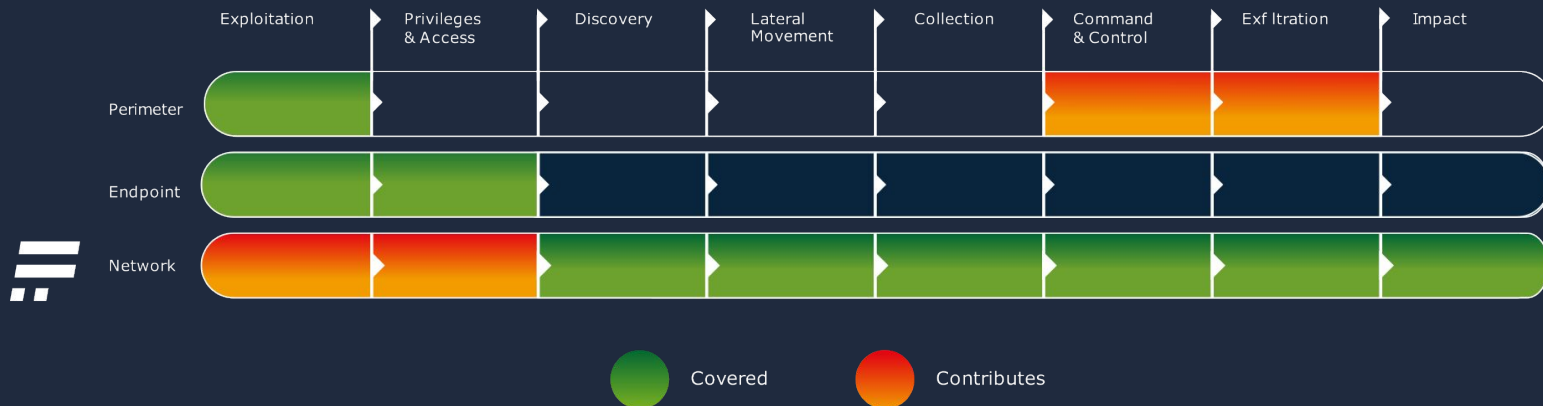 Exploitation
Privileges
& Access
Discovery
Lateral
Movement
Collection
Command
& Control
Exf ltration
Impact
Perimeter
Endpoint
Network
Covered
Contributes